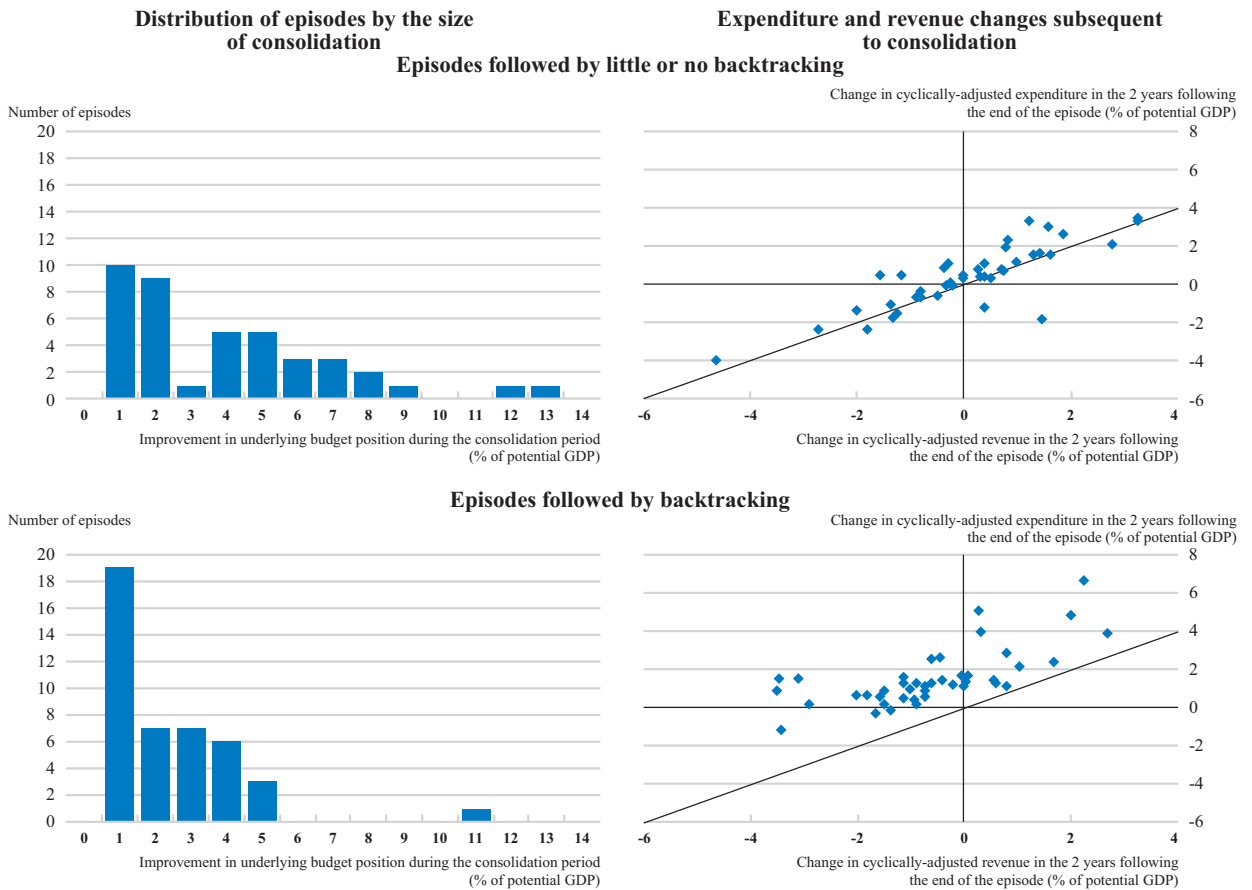 Distribution of episodes by the size
of consolidation
Expenditure and revenue changes subsequent
to consolidation
Episodes followed by little or no backtracking
Number of episodes
20
18
16
14
12
10
8
6
4
2
0
0 1 2 3 4 5 6 7 8 9 10 11 12 13 14
Improvement in underlying budget position during the consolidation period
(% of potential GDP)
Change in cyclically-adjusted expenditure in the 2 years following
the end of the episode (% of potential GDP)
8
6
4
2
0
-2
-4
-6
-6 -4 -2 0 2 4
Change in cyclically-adjusted revenue in the 2 years following
the end of the episode (% of potential GDP)
Episodes followed by backtracking
Number of episodes
20
18
16
14
12
10
8
6
4
2
0
0 1 2 3 4 5 6 7 8 9 10 11 12 13 14
Improvement in underlying budget position during the consolidation period
(% of potential GDP)
Change in cyclically-adjusted expenditure in the 2 years following
the end of the episode (% of potential GDP)
8
6
4
2
0
-2
-4
-6
-6 -4 -2 0 2 4
Change in cyclically-adjusted revenue in the 2 years following
the end of the episode (% of potential GDP)